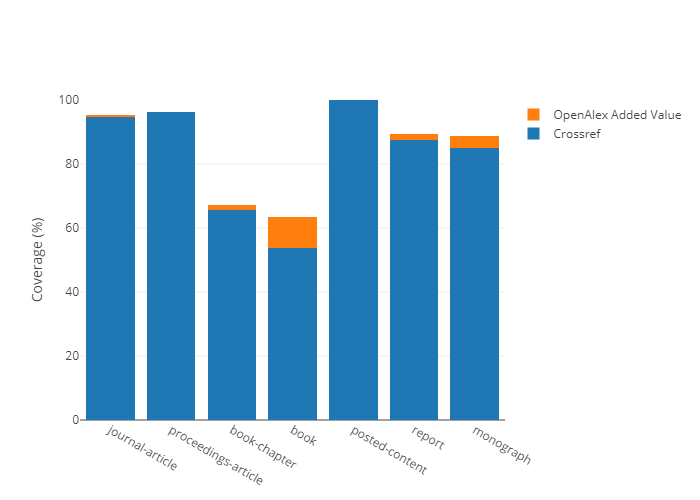 100
80
60
40
20
0
Coverage (%)
journal-article
proceedings-article
book-chapter
book
posted-content
report
monograph
OpenAlex Added Value
Crossref